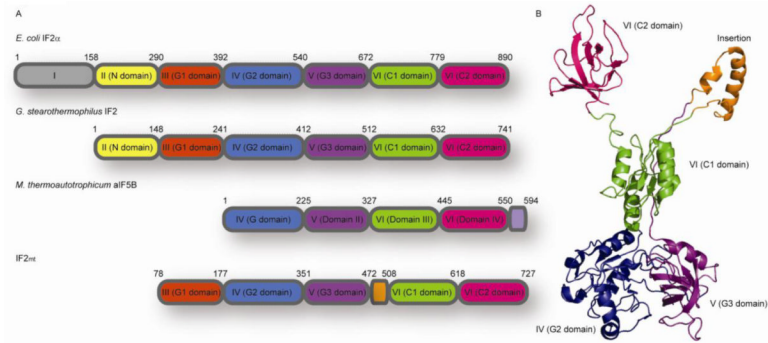 A
B
E. coli IF2α
1 158 290 392 540 672 779 890
I II (N domain) III (G1 domain) IV (G2 domain) V (G3 domain) VI (C1 domain) VI (C2 domain)
G. stearothermophilus IF2
1 148 241 412 512 632 741
II (N domain) III (G1 domain) IV (G2 domain) V (G3 domain) VI (C1 domain) VI (C2 domain)
M. thermoautotrophicum aIF5B
1 225 327 445 550 594
IV (G domain) V (Domain II) VI (Domain III) VI (Domain IV)
IF2mt
78 177 351 472 508 618 727
III (G1 domain) IV (G2 domain) V (G3 domain) VI (C1 domain) VI (C2 domain)
VI (C2 domain)
Insertion
VI (C1 domain)
V (G3 domain)
IV (G2 domain)